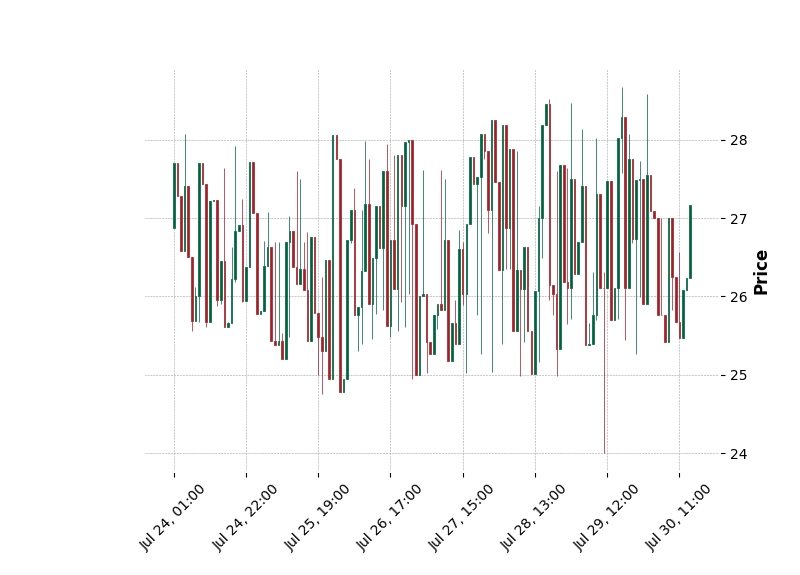 28
27
26
25
24
Price
Jul 24, 01:00
Jul 24, 22:00
Jul 25, 19:00
Jul 26, 17:00
Jul 27, 15:00
Jul 28, 13:00
Jul 29, 12:00
Jul 30, 11:00